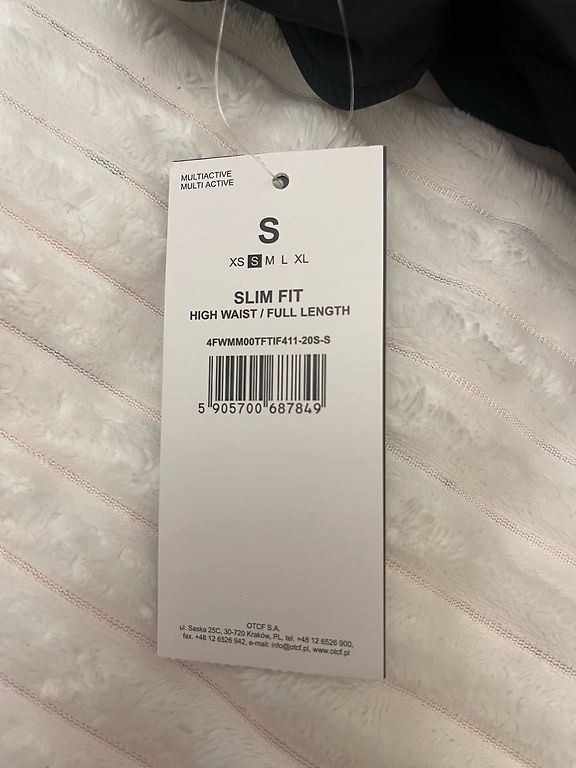 MULTIACTIVE
MULTI ACTIVE
S
XS S M L XL
SLIM FIT
HIGH WAIST / FULL LENGTH
4FWMM00TFTIF411-20S-S
5 905700 687849
OTCF S.A.
ul. Saska 25C, 30-720 Kraków, PL, tel. +48 12 6526 900,
fax. +48 12 6526 942, e-mail: info@otcf.pl, www.otcf.pl